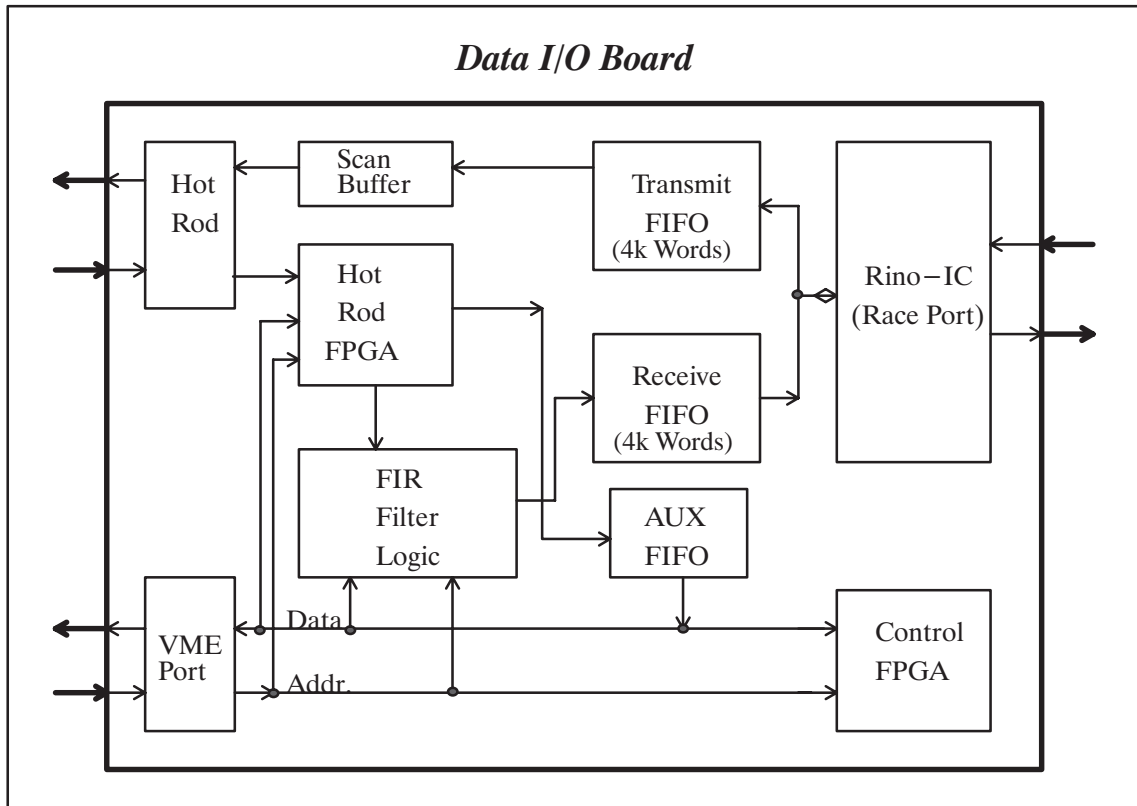 Data I/O Board
Hot
Rod
Scan
Buffer
Transmit
FIFO
(4k Words)
Rino-IC
(Race Port)
Hot
Rod
FPGA
Receive
FIFO
(4k Words)
FIR
Filter
Logic
AUX
FIFO
VME
Port
Data
Addr.
Control
FPGA